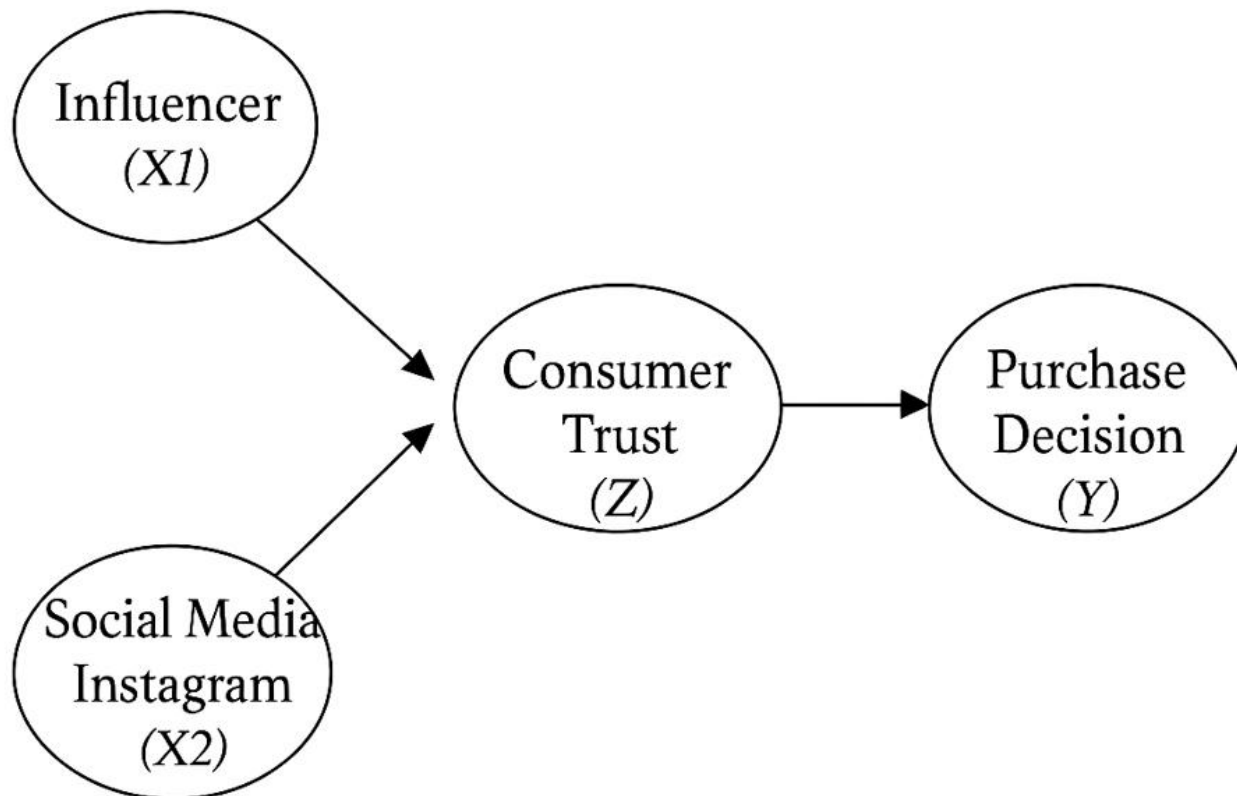 Influencer
(X1)
Consumer
Trust
(Z)
Purchase
Decision
(Y)
Social Media
Instagram
(X2)